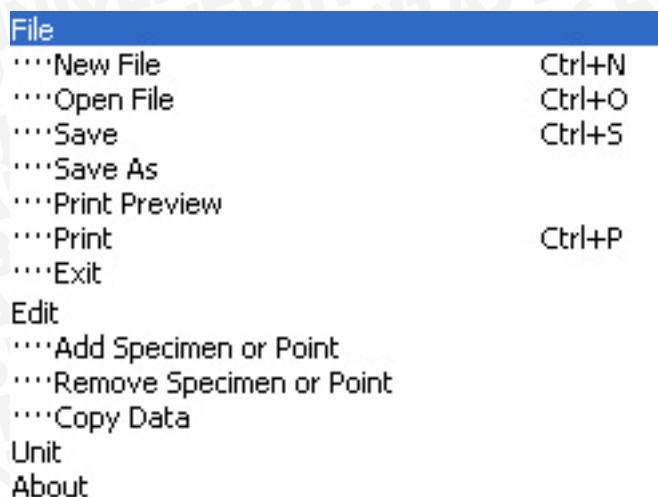 File
····New File Ctrl+N
····Open File Ctrl+O
····Save Ctrl+S
····Save As
····Print Preview
····Print Ctrl+P
····Exit
Edit
····Add Specimen or Point
····Remove Specimen or Point
····Copy Data
Unit
About